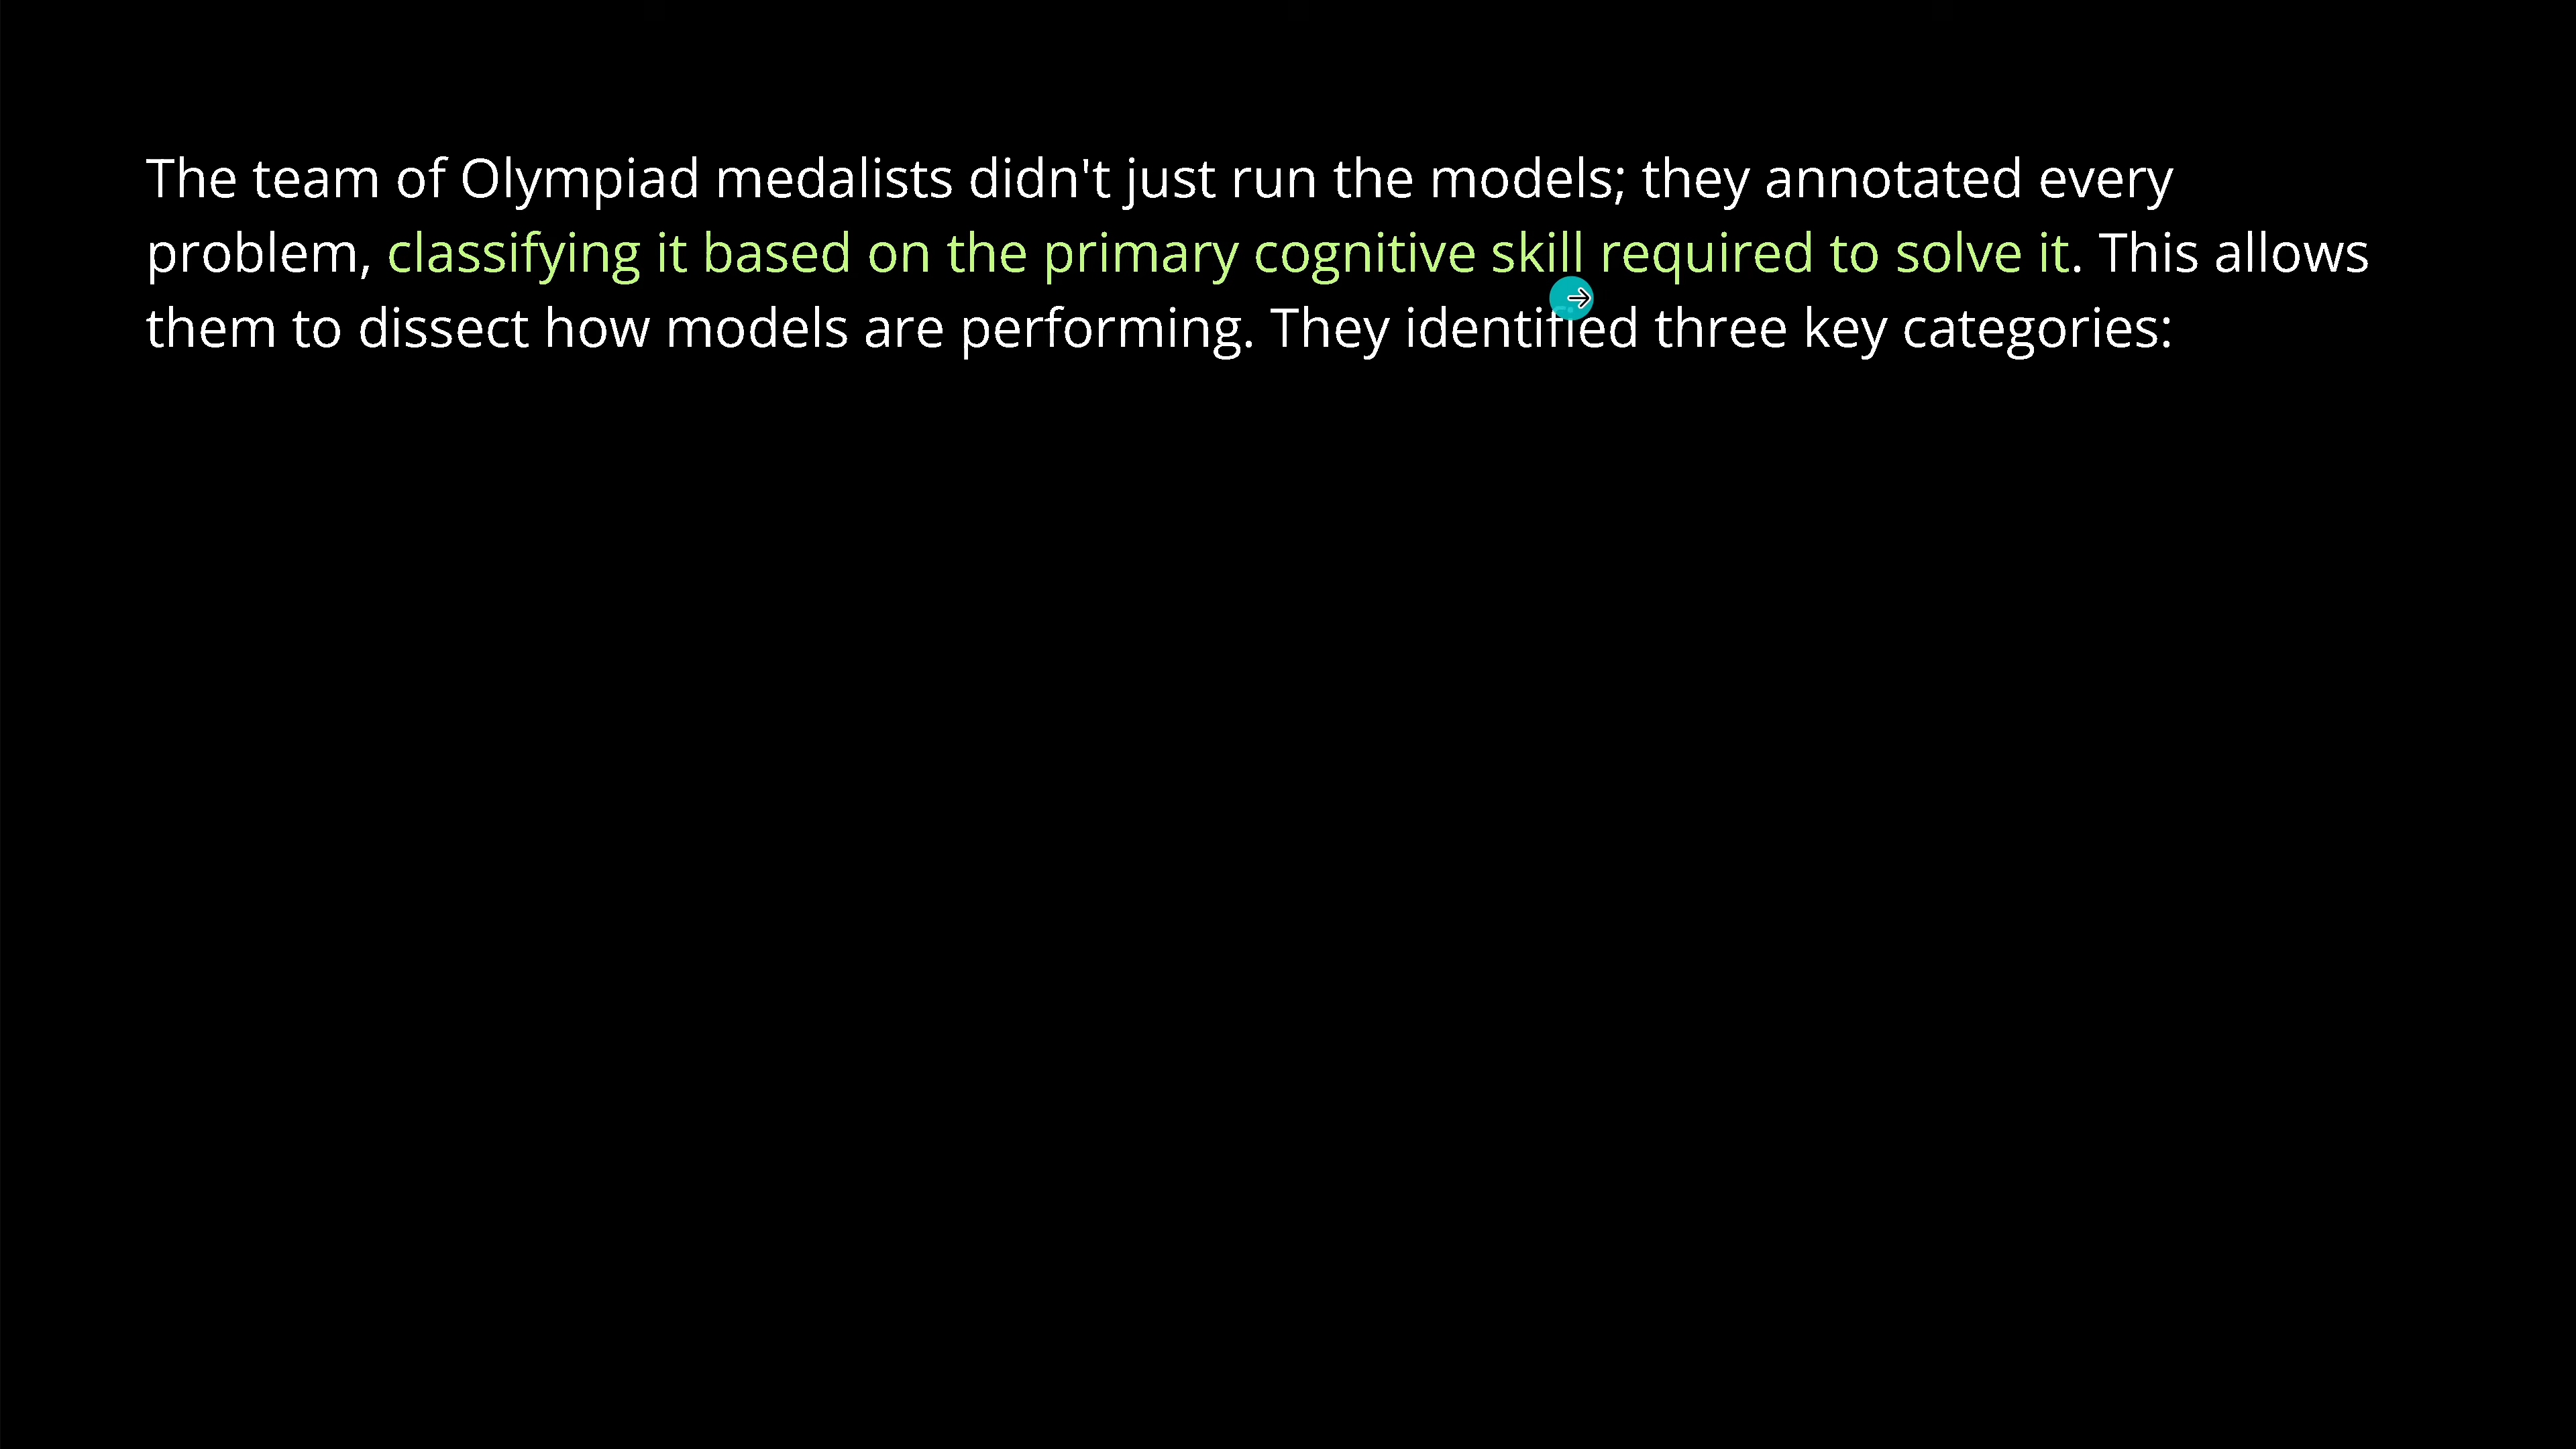 The team of Olympiad medalists didn't just run the models; they annotated every
problem, classifying it based on the primary cognitive skill required to solve it. This allows
them to dissect how models are performing. They identified three key categories: